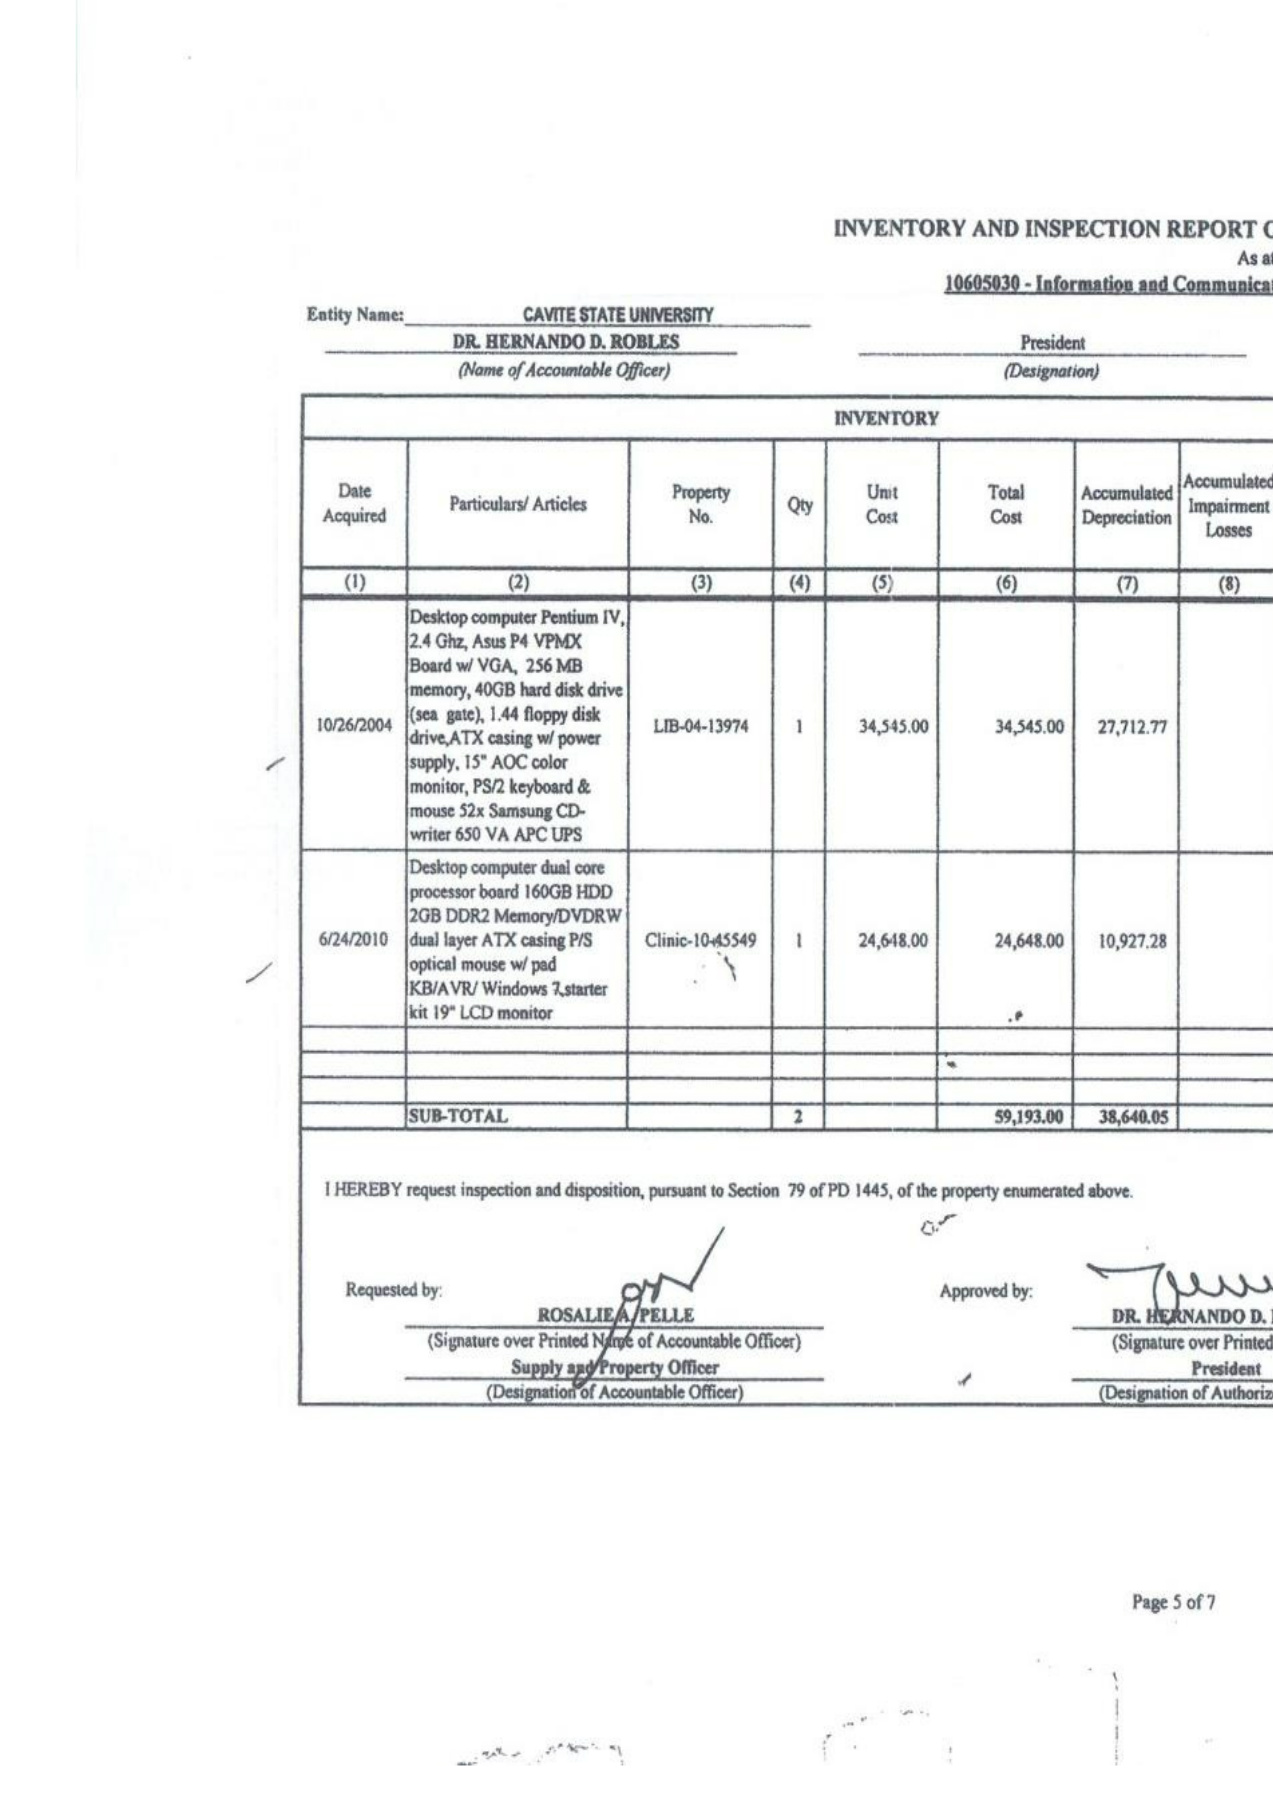 INVENTORY AND INSPECTION REPORT
As at
10605030 - Information and Communicat
Entity Name: CAVITE STATE UNIVERSITY
DR. HERNANDO D. ROBLES President
(Name of Accountable Officer) (Designation)
INVENTORY
Date Acquired Particulars/ Articles Property No. Qty Unit Cost Total Cost Accumulated Depreciation Accumulated Impairment Losses
(1) (2) (3) (4) (5) (6) (7) (8)
Desktop computer Pentium IV,
2.4 Ghz, Asus P4 VPMX
Board w/ VGA, 256 MB
memory, 40GB hard disk drive
(sea gate), 1.44 floppy disk
10/26/2004 drive,ATX casing w/ power LIB-04-13974 1 34,545.00 34,545.00 27,712.77
supply, 15" AOC color
monitor, PS/2 keyboard &
mouse 52x Samsung CD-
writer 650 VA APC UPS
Desktop computer dual core
processor board 160GB HDD
2GB DDR2 Memory/DVDRW
6/24/2010 dual layer ATX casing P/S Clinic-10-45549 1 24,648.00 24,648.00 10,927.28
optical mouse w/ pad
KB/AVR/ Windows 7,starter
kit 19" LCD monitor
SUB-TOTAL 2 59,193.00 38,640.05
I HEREBY request inspection and disposition, pursuant to Section 79 of PD 1445, of the property enumerated above.
Requested by: Approved by:
ROSALIE A. PELLE DR. HERNANDO D.
(Signature over Printed Name of Accountable Officer) (Signature over Printed
Supply and Property Officer President
(Designation of Accountable Officer) (Designation of Authoriz
Page 5 of 7